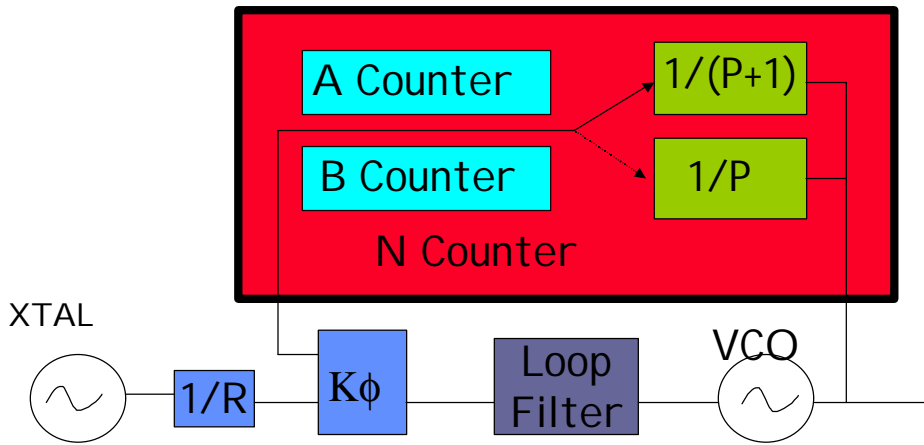 A Counter
1/(P+1)
B Counter
1/P
N Counter
XTAL
1/R
Kϕ
Loop
Filter
VCO